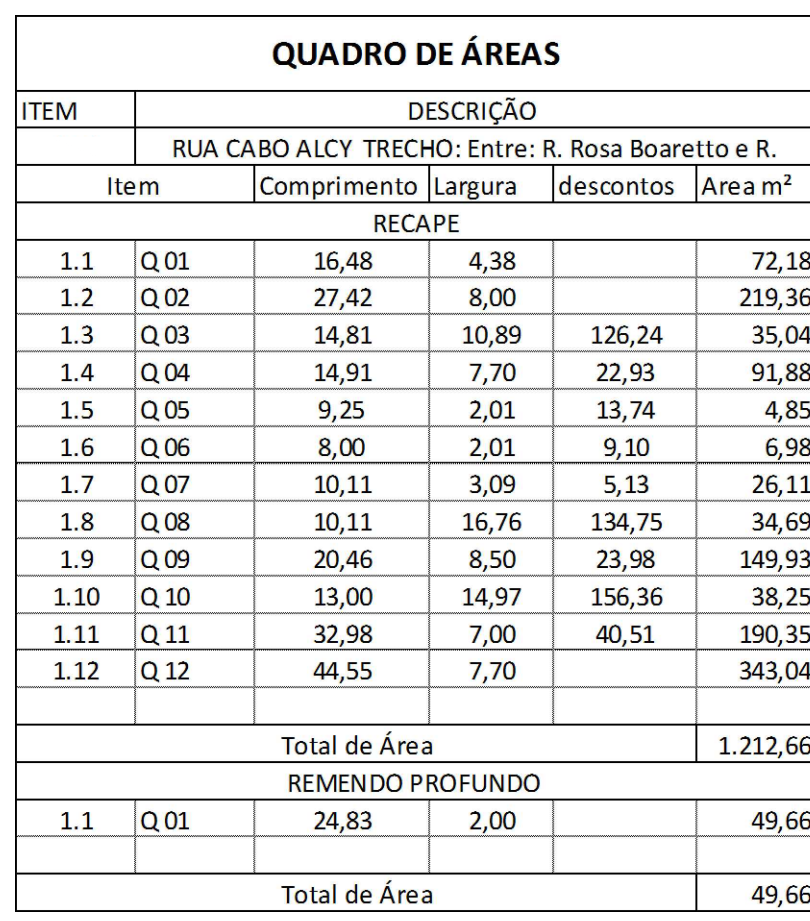 QUADRO DE ÁREAS
ITEM DESCRIÇÃO
RUA CABO ALCY TRECHO: Entre: R. Rosa Boaretto e R.
Item Comprimento Largura descontos Area m²
RECAPE
1.1 Q 01 16,48 4,38 72,18
1.2 Q 02 27,42 8,00 219,36
1.3 Q 03 14,81 10,89 126,24 35,04
1.4 Q 04 14,91 7,70 22,93 91,88
1.5 Q 05 9,25 2,01 13,74 4,85
1.6 Q 06 8,00 2,01 9,10 6,98
1.7 Q 07 10,11 3,09 5,13 26,11
1.8 Q 08 10,11 16,76 134,75 34,69
1.9 Q 09 20,46 8,50 23,98 149,93
1.10 Q 10 13,00 14,97 156,36 38,25
1.11 Q 11 32,98 7,00 40,51 190,35
1.12 Q 12 44,55 7,70 343,04
Total de Área 1.212,66
REMENDO PROFUNDO
1.1 Q 01 24,83 2,00 49,66
Total de Área 49,66